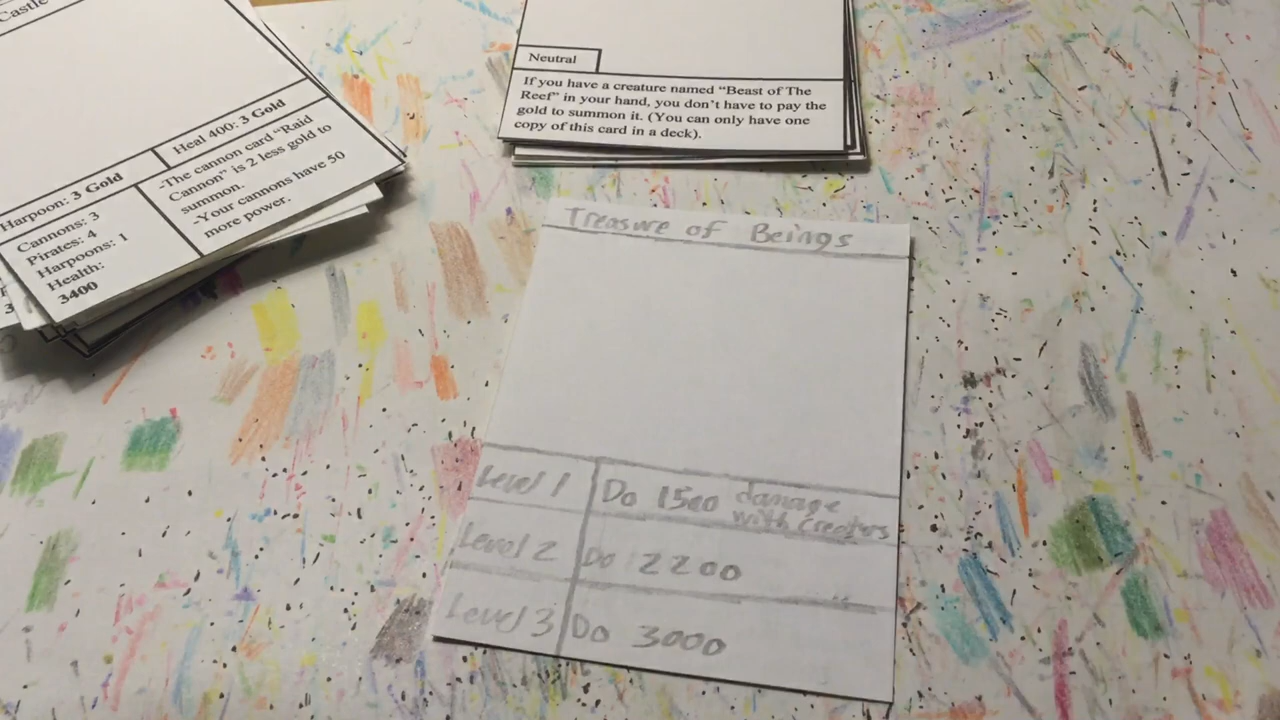 Castle
Harpoon: 3 Gold
Heal 400: 3 Gold
Cannons: 3
Pirates: 4
Harpoons: 1
Health:
3400
-The cannon card “Raid
Cannon” is 2 less gold to
summon.
-Your cannons have 50
more power.
3
Neutral
If you have a creature named “Beast of The
Reef” in your hand, you don’t have to pay the
gold to summon it. (You can only have one
copy of this card in a deck).
Treasure of Beings
Level 1
Do 1500 damage
with creaters
Level 2
Do 2200
Level 3
Do 3000